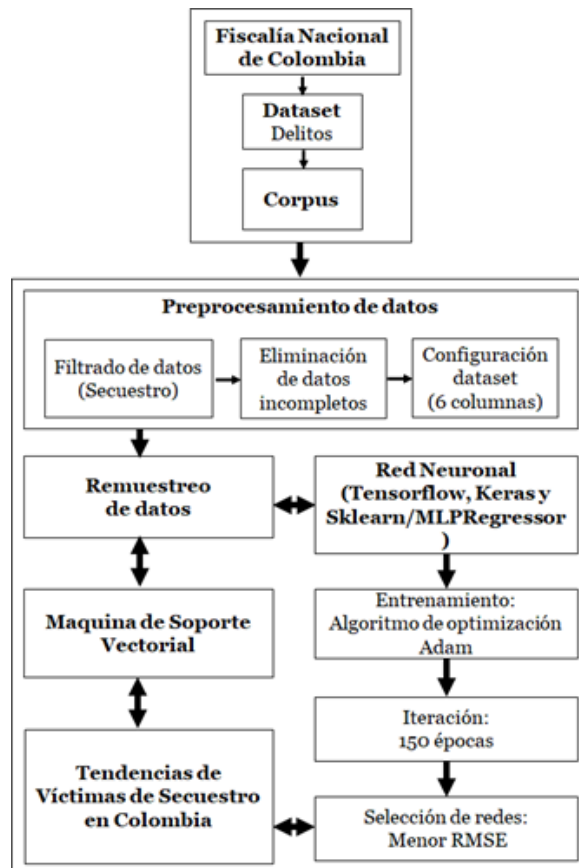 Fiscalía Nacional
de Colombia
Dataset
Delitos
Corpus
Preprocesamiento de datos
Filtrado de datos
(Secuestro)
Eliminación
de datos
incompletos
Configuración
dataset
(6 columnas)
Remuestreo
de datos
Red Neuronal
(Tensorflow, Keras y
Sklearn/MLPRegressor
)
Maquina de Soporte
Vectorial
Entrenamiento:
Algoritmo de optimización
Adam
Iteración:
150 épocas
Tendencias de
Víctimas de Secuestro
en Colombia
Selección de redes:
Menor RMSE